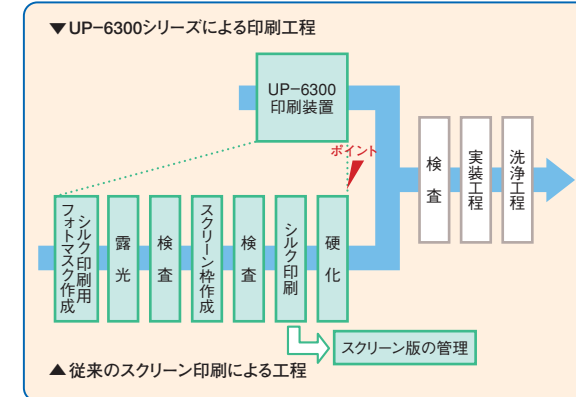 ▼UP−6300シリーズによる印刷工程
UP−6300
印刷装置
ポイント
シルク印刷用
フォトマスク作成
露光
検査
スクリーン枠作成
検査
シルク印刷
硬化
検査
実装工程
洗浄工程
スクリーン版の管理
▲従来のスクリーン印刷による工程